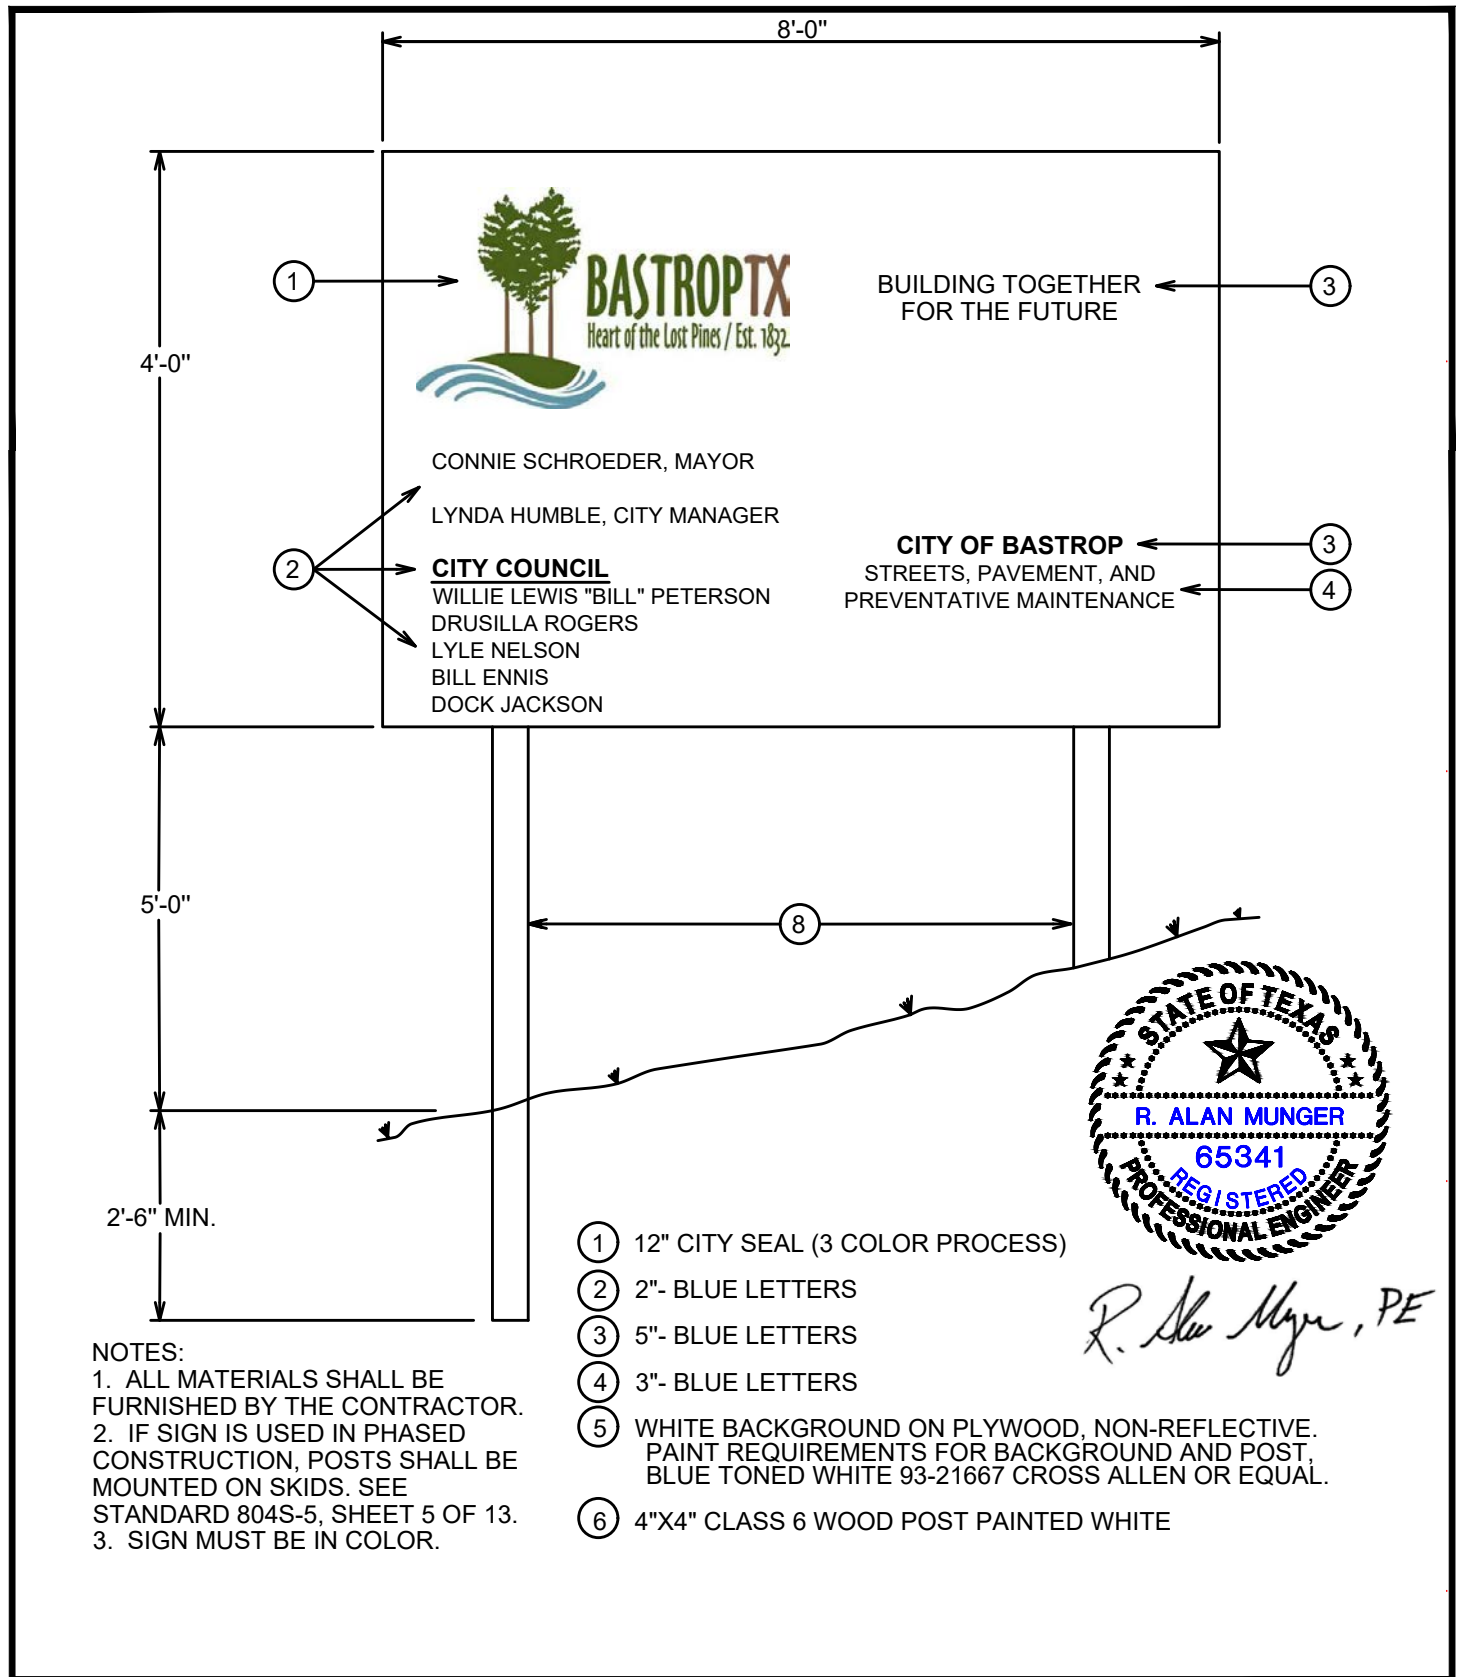 8'-0"
4'-0"
5'-0"
2'-6" MIN.
1
BASTROPTX
Heart of the Lost Pines / Est. 1832
BUILDING TOGETHER
FOR THE FUTURE
3
CONNIE SCHROEDER, MAYOR
LYNDA HUMBLE, CITY MANAGER
2
CITY COUNCIL
WILLIE LEWIS "BILL" PETERSON
DRUSILLA ROGERS
LYLE NELSON
BILL ENNIS
DOCK JACKSON
CITY OF BASTROP
3
STREETS, PAVEMENT, AND
PREVENTATIVE MAINTENANCE
4
8
STATE OF TEXAS
R. ALAN MUNGER
65341
REGISTERED
PROFESSIONAL ENGINEER
R. Alan Munger, PE
1 12" CITY SEAL (3 COLOR PROCESS)
2 2"- BLUE LETTERS
3 5"- BLUE LETTERS
4 3"- BLUE LETTERS
5 WHITE BACKGROUND ON PLYWOOD, NON-REFLECTIVE.
PAINT REQUIREMENTS FOR BACKGROUND AND POST,
BLUE TONED WHITE 93-21667 CROSS ALLEN OR EQUAL.
6 4"X4" CLASS 6 WOOD POST PAINTED WHITE
NOTES:
1. ALL MATERIALS SHALL BE
FURNISHED BY THE CONTRACTOR.
2. IF SIGN IS USED IN PHASED
CONSTRUCTION, POSTS SHALL BE
MOUNTED ON SKIDS. SEE
STANDARD 804S-5, SHEET 5 OF 13.
3. SIGN MUST BE IN COLOR.